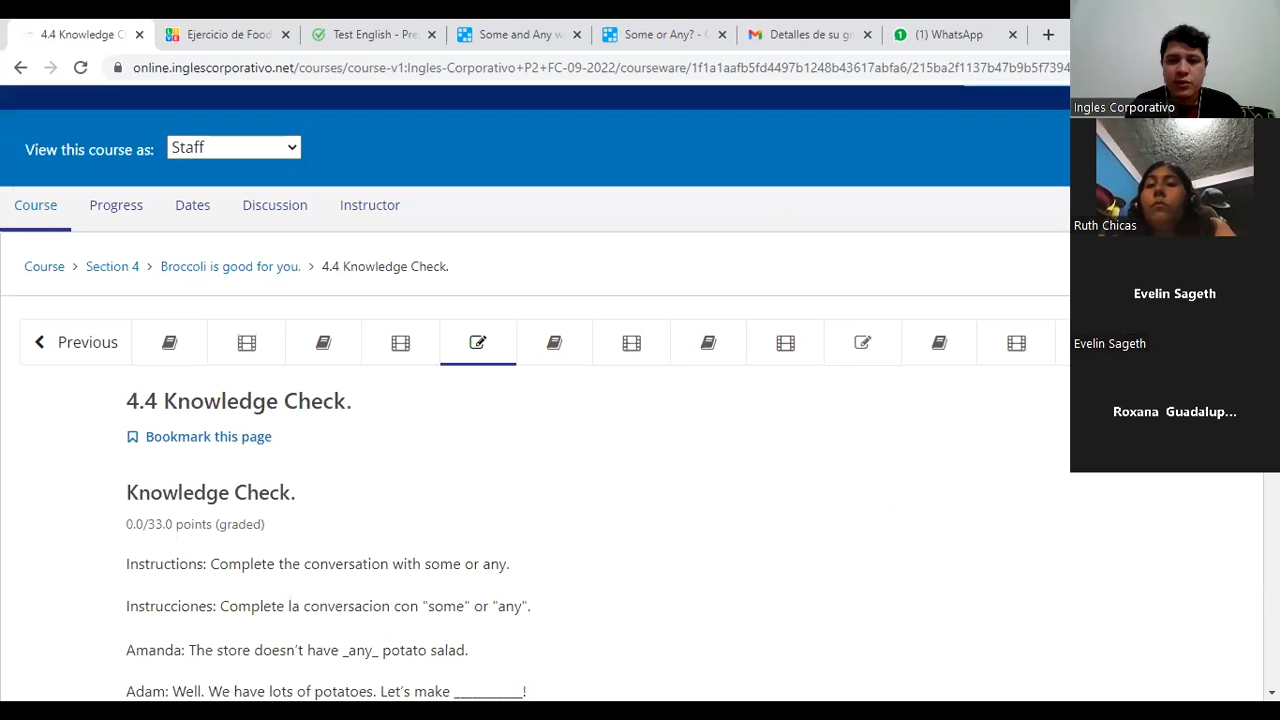 4.4 Knowledge C
Ejercicio de Food
Test English - Pre
Some and Any w
Some or Any? - 
Detalles de su g
(1) WhatsApp
online.inglescorporativo.net/courses/course-v1:Ingles-Corporativo+P2+FC-09-2022/courseware/1f1a1aafb5fd4497b1248b43617abfa6/215ba2f1137b47b9b5f7394
View this course as: Staff
Course Progress Dates Discussion Instructor
Course > Section 4 > Broccoli is good for you. > 4.4 Knowledge Check.
Previous
4.4 Knowledge Check.
Bookmark this page
Knowledge Check.
0.0/33.0 points (graded)
Instructions: Complete the conversation with some or any.
Instrucciones: Complete la conversacion con "some" or "any".
Amanda: The store doesn't have _any_ potato salad.
Adam: Well. We have lots of potatoes. Let's make __________!
Ingles Corporativo
Ruth Chicas
Evelin Sageth
Evelin Sageth
Roxana Guadalup...